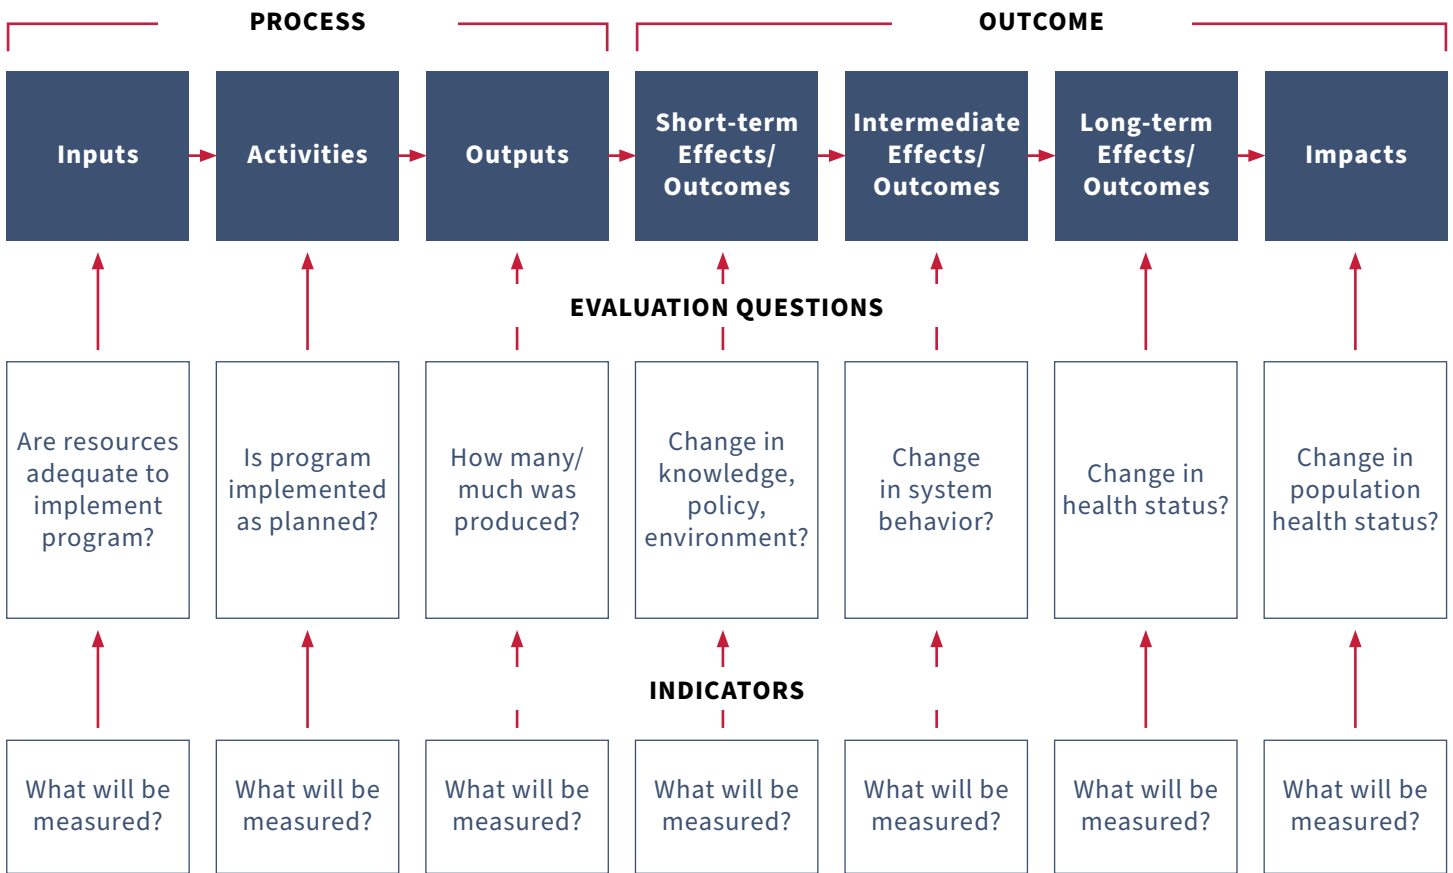 PROCESS
OUTCOME
Inputs
Activities
Outputs
Short-term
Effects/
Outcomes
Intermediate
Effects/
Outcomes
Long-term
Effects/
Outcomes
Impacts
EVALUATION QUESTIONS
Are resources
adequate to
implement
program?
Is program
implemented
as planned?
How many/
much was
produced?
Change in
knowledge,
policy,
environment?
Change
in system
behavior?
Change in
health status?
Change in
population
health status?
INDICATORS
What will be
measured?
What will be
measured?
What will be
measured?
What will be
measured?
What will be
measured?
What will be
measured?
What will be
measured?